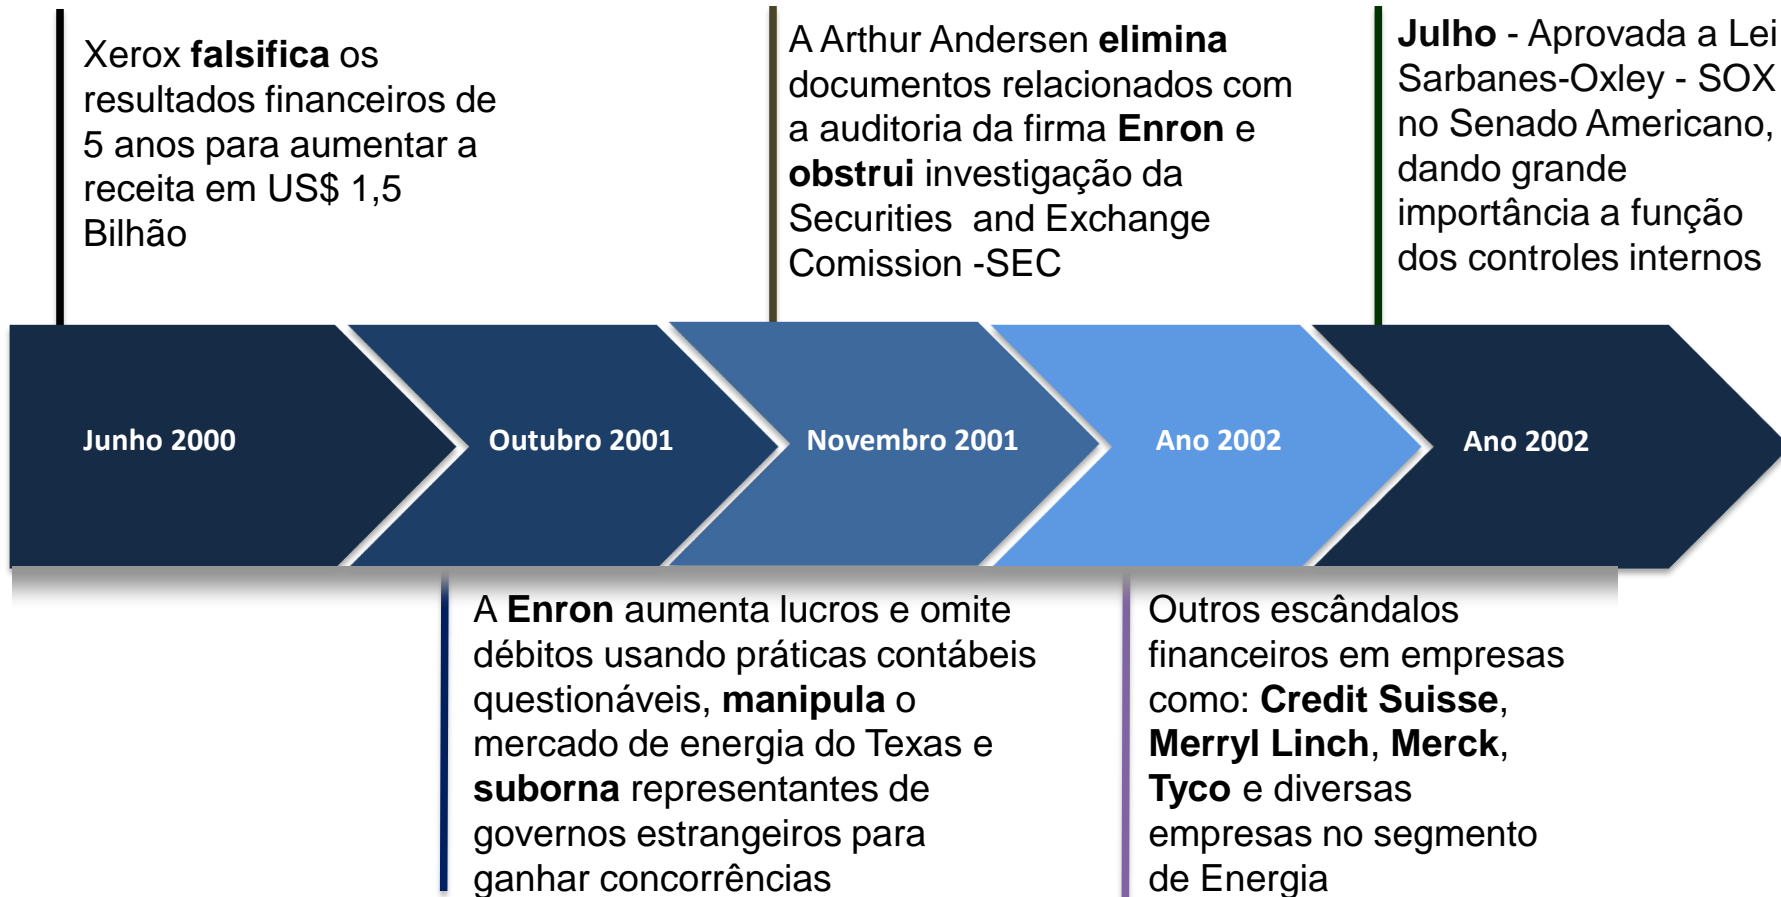 Xerox falsifica os
resultados financeiros de
5 anos para aumentar a
receita em US$ 1,5
Bilhão
A Arthur Andersen elimina
documentos relacionados com
a auditoria da firma Enron e
obstrui investigação da
Securities  and Exchange
Comission -SEC
Julho - Aprovada a Lei
Sarbanes-Oxley - SOX
no Senado Americano,
dando grande
importância a função
dos controles internos
Junho 2000
Outubro 2001
Novembro 2001
Ano 2002
Ano 2002
A Enron aumenta lucros e omite
débitos usando práticas contábeis
questionáveis, manipula o
mercado de energia do Texas e
suborna representantes de
governos estrangeiros para
ganhar concorrências
Outros escândalos
financeiros em empresas
como: Credit Suisse,
Merryl Linch, Merck,
Tyco e diversas
empresas no segmento
de Energia